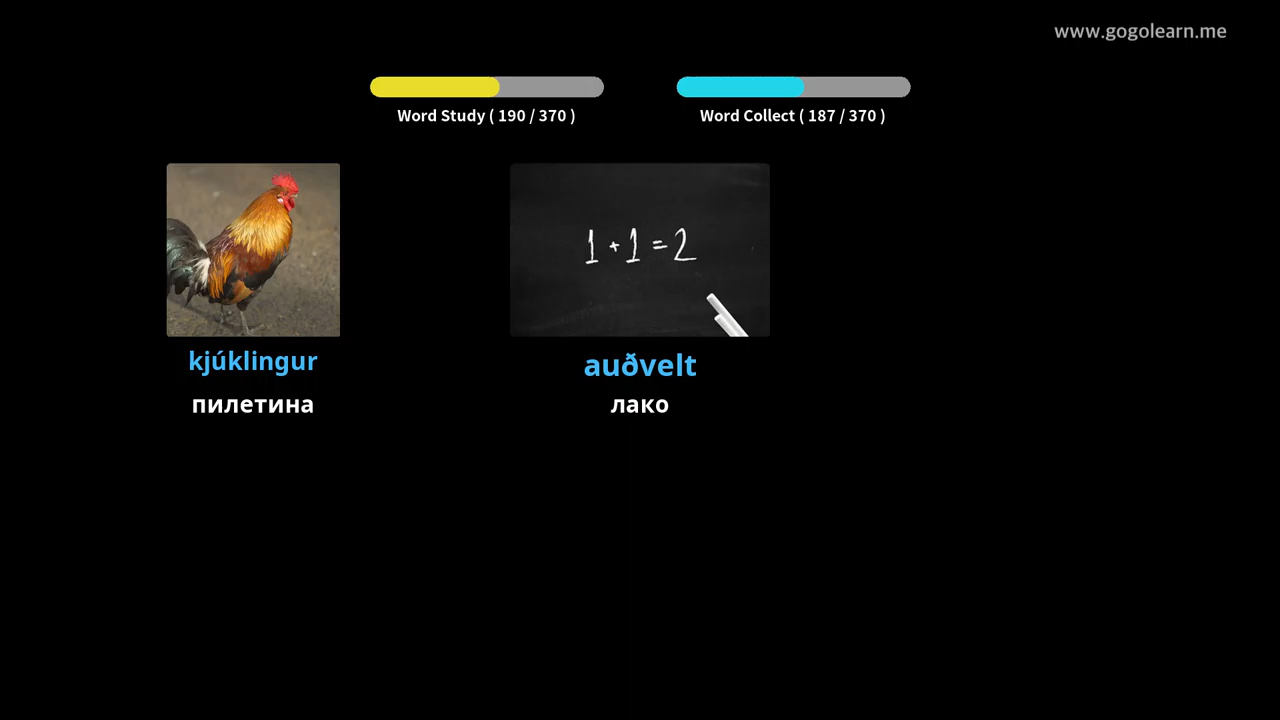 www.gogolearn.me
Word Study ( 190 / 370 )
Word Collect ( 187 / 370 )
1 + 1 = 2
kjúklingur
auðvelt
пилетина
лако